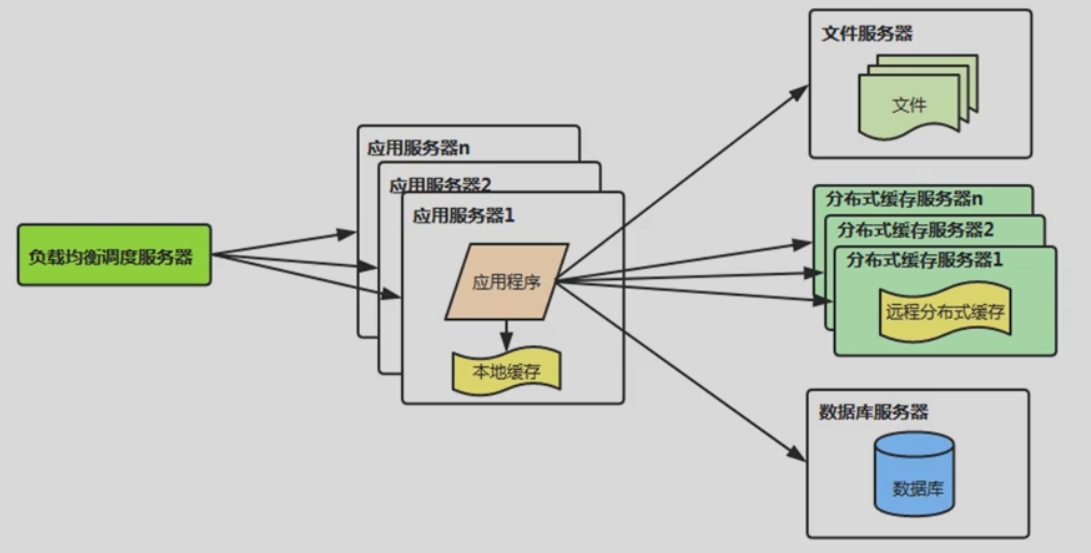 负载均衡调度服务器
应用服务器n
应用服务器2
应用服务器1
应用程序
本地缓存
文件服务器
文件
分布式缓存服务器n
分布式缓存服务器2
分布式缓存服务器1
远程分布式缓存
数据库服务器
数据库